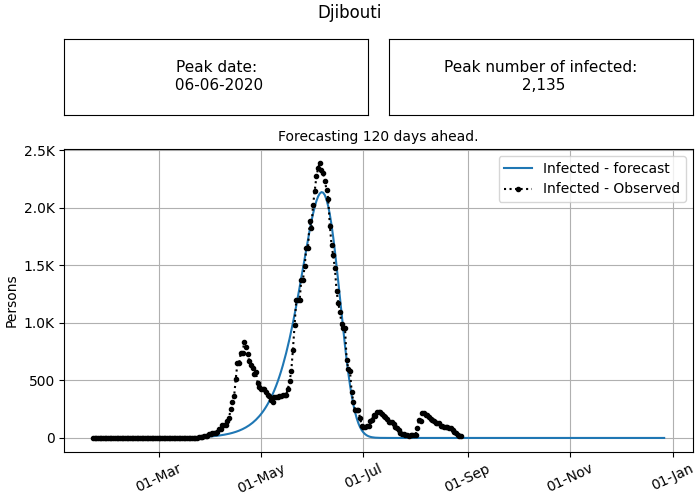 Djibouti
Peak date:
06-06-2020
Peak number of infected:
2,135
Forecasting 120 days ahead.
2.5K
2.0K
1.5K
1.0K
500
0
Persons
Infected - forecast
Infected - Observed
01-Mar
01-May
01-Jul
01-Sep
01-Nov
01-Jan